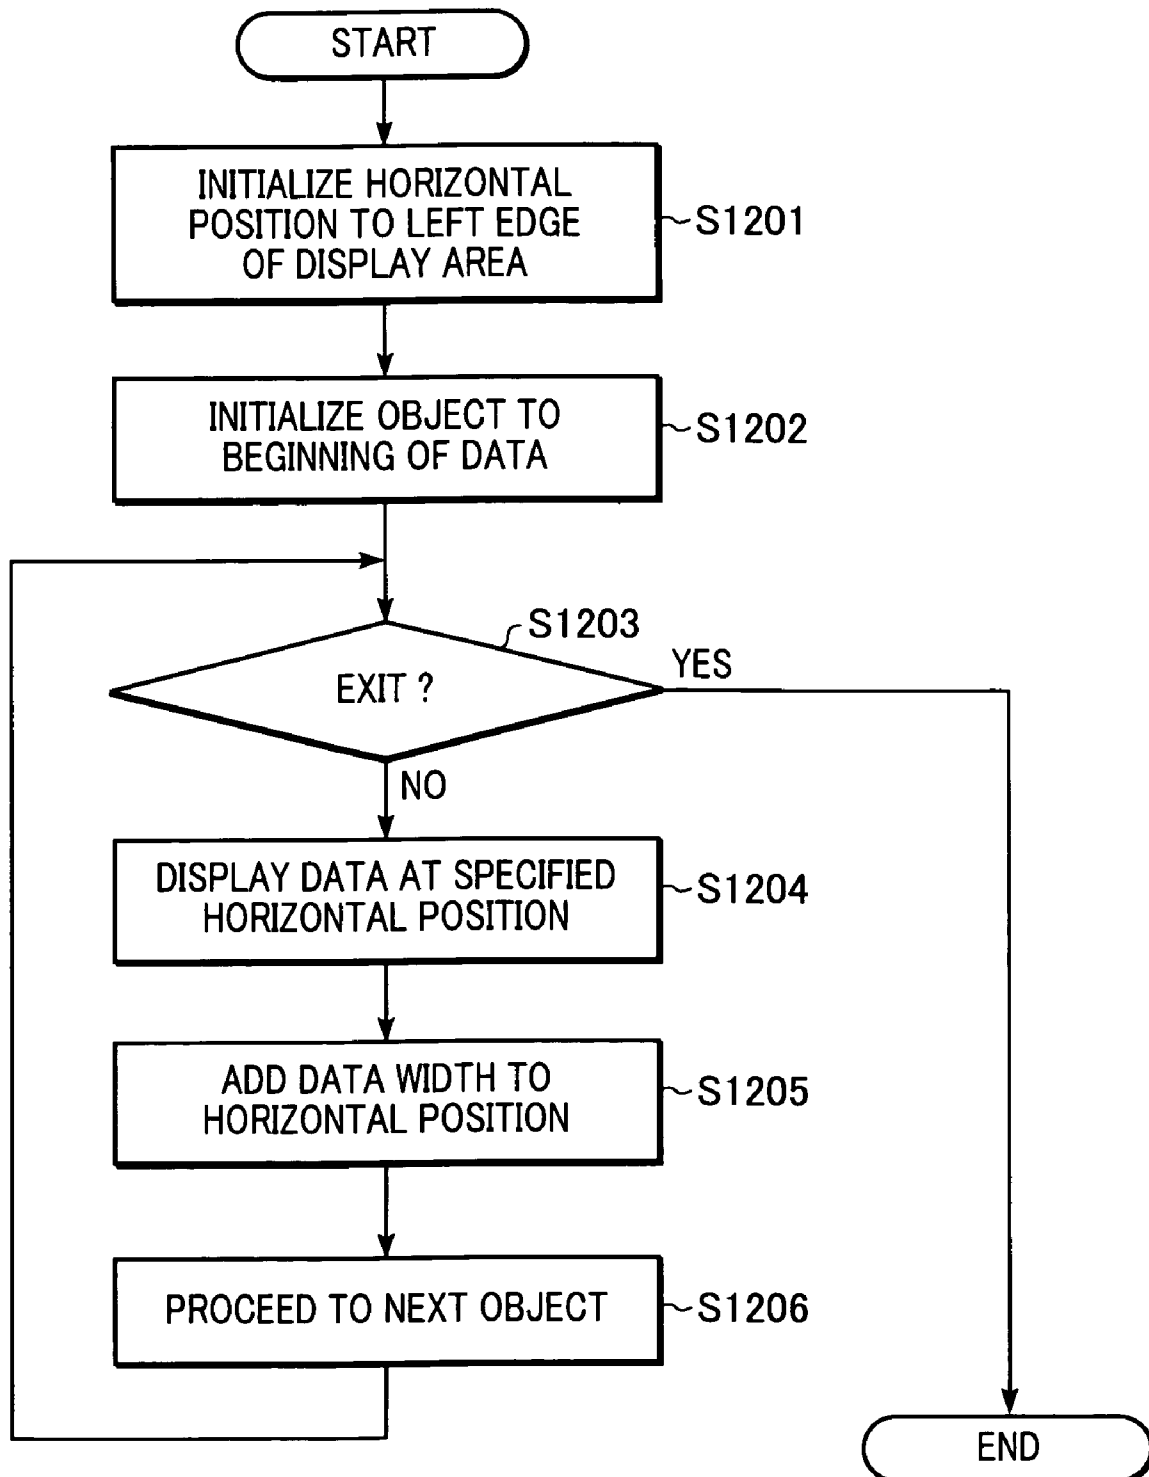 START
INITIALIZE HORIZONTAL
POSITION TO LEFT EDGE
OF DISPLAY AREA
S1201
INITIALIZE OBJECT TO
BEGINNING OF DATA
S1202
S1203
EXIT ?
YES
NO
DISPLAY DATA AT SPECIFIED
HORIZONTAL POSITION
S1204
ADD DATA WIDTH TO
HORIZONTAL POSITION
S1205
PROCEED TO NEXT OBJECT
S1206
END